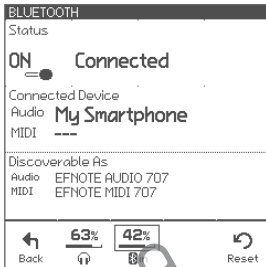 BLUETOOTH
Status
ON Connected
Connected Device
Audio My Smartphone
MIDI ---
Discoverable As
Audio EFNOTE AUDIO 707
MIDI EFNOTE MIDI 707
63% 42%
Back in Reset